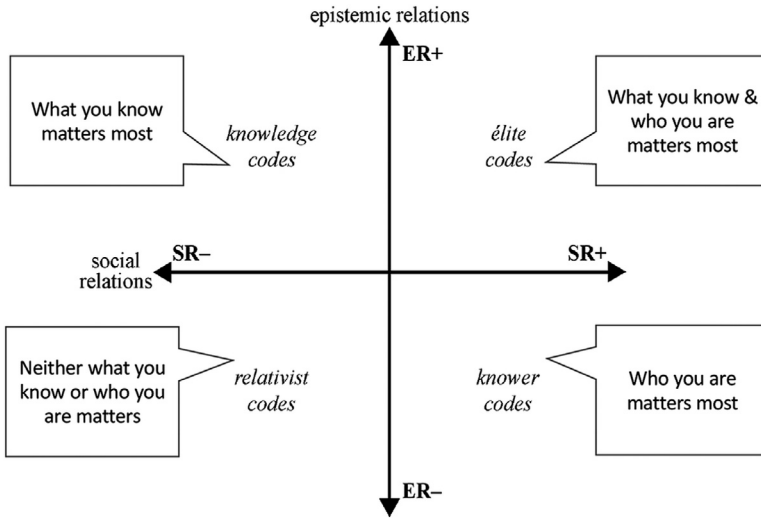 epistemic relations
ER+
What you know
matters most
knowledge
codes
élite
codes
What you know &
who you are
matters most
social
relations
SR–
SR+
Neither what you
know or who you
are matters
relativist
codes
knower
codes
Who you are
matters most
ER–